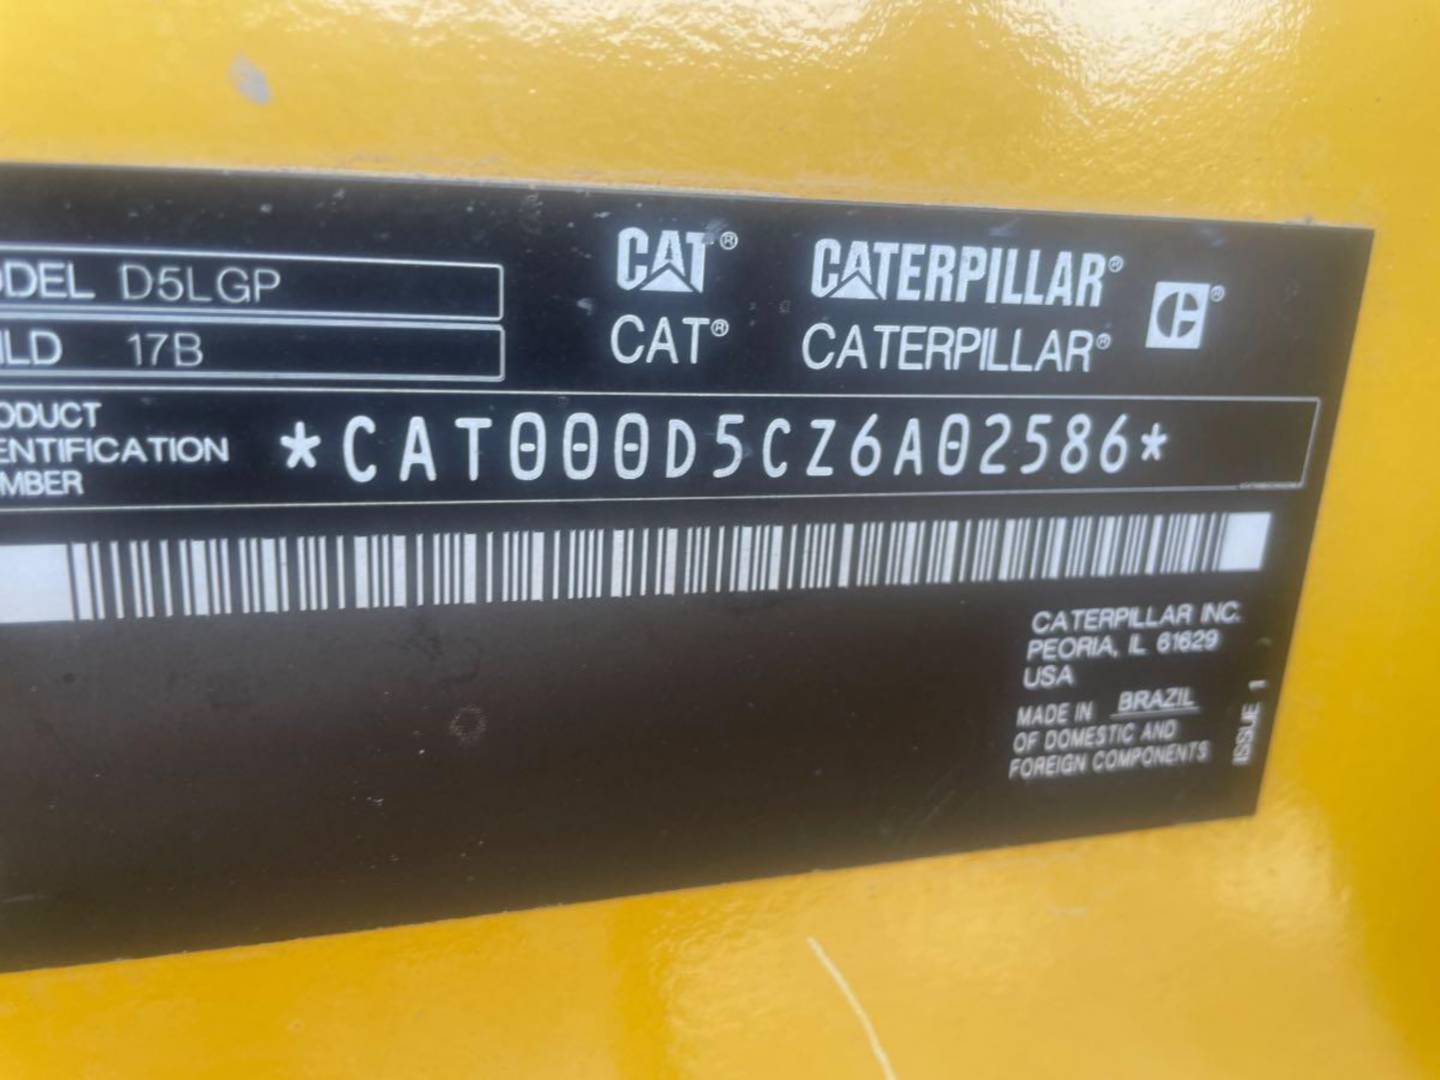 ODEL D5LGP
ILD 17B
CAT® CATERPILLAR® C®
CAT® CATERPILLAR®
ODUCT
ENTIFICATION
MBER
*CAT000D5CZ6A02586*
CATERPILLAR INC.
PEORIA, IL 61629
USA
MADE IN BRAZIL
OF DOMESTIC AND
FOREIGN COMPONENTS
ISSUE 1